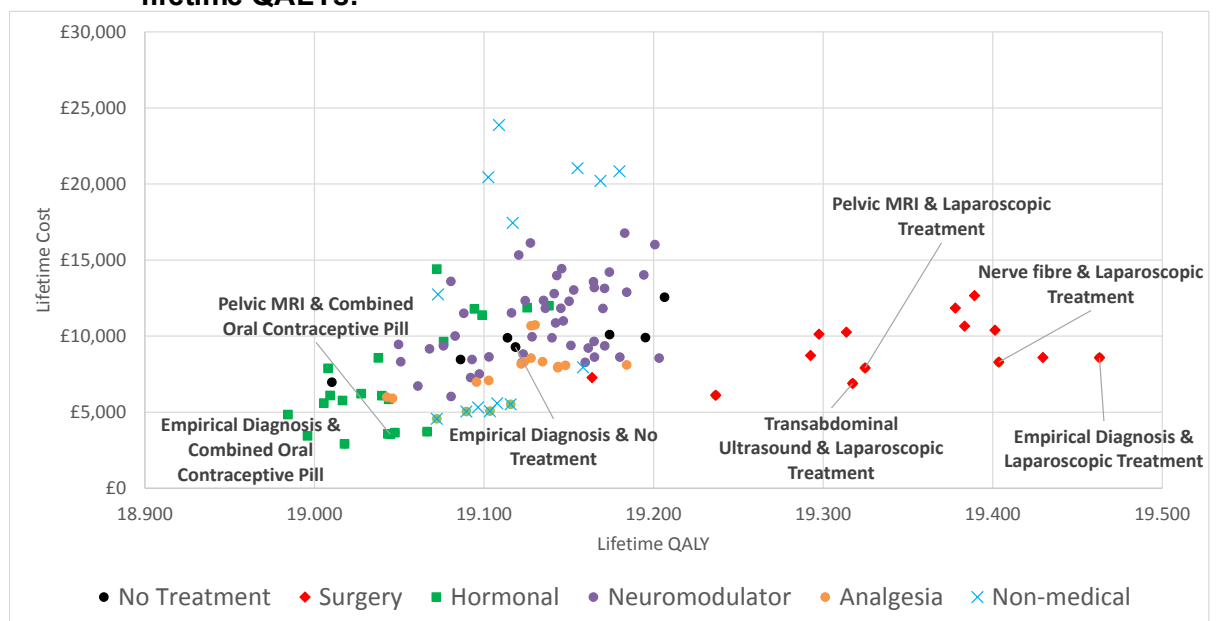 lifetime QALYs.
£30,000
£25,000
£20,000
£15,000
£10,000
£5,000
£0
Lifetime Cost
Pelvic MRI & Laparoscopic
Treatment
Nerve fibre & Laparoscopic
Treatment
Pelvic MRI & Combined
Oral Contraceptive Pill
Empirical Diagnosis &
Combined Oral
Contraceptive Pill
Empirical Diagnosis & No
Treatment
Transabdominal
Ultrasound & Laparoscopic
Treatment
Empirical Diagnosis &
Laparoscopic Treatment
18.900 19.000 19.100 19.200 19.300 19.400 19.500
Lifetime QALY
No Treatment Surgery Hormonal Neuromodulator Analgesia Non-medical